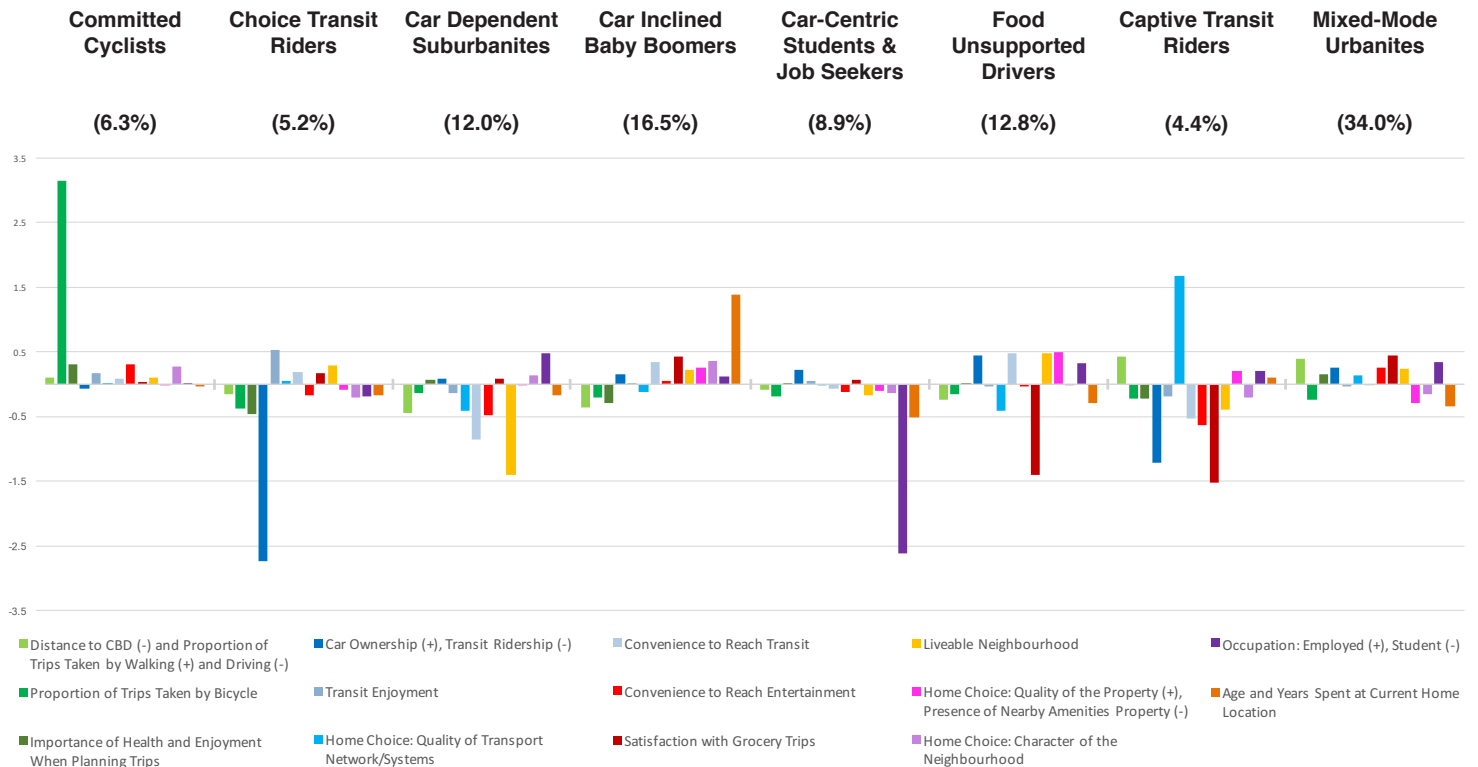 Committed
Cyclists
(6.3%)
Choice Transit
Riders
(5.2%)
Car Dependent
Suburbanites
(12.0%)
Car Inclined
Baby Boomers
(16.5%)
Car-Centric
Students &
Job Seekers
(8.9%)
Food
Unsupported
Drivers
(12.8%)
Captive Transit
Riders
(4.4%)
Mixed-Mode
Urbanites
(34.0%)
3.5
2.5
1.5
0.5
-0.5
-1.5
-2.5
-3.5
Distance to CBD (-) and Proportion of
Trips Taken by Walking (+) and Driving (-)
Car Ownership (+), Transit Ridership (-)
Convenience to Reach Transit
Liveable Neighbourhood
Occupation: Employed (+), Student (-)
Proportion of Trips Taken by Bicycle
Transit Enjoyment
Convenience to Reach Entertainment
Home Choice: Quality of the Property (+),
Presence of Nearby Amenities Property (-)
Age and Years Spent at Current Home
Location
Importance of Health and Enjoyment
When Planning Trips
Home Choice: Quality of Transport
Network/Systems
Satisfaction with Grocery Trips
Home Choice: Character of the
Neighbourhood